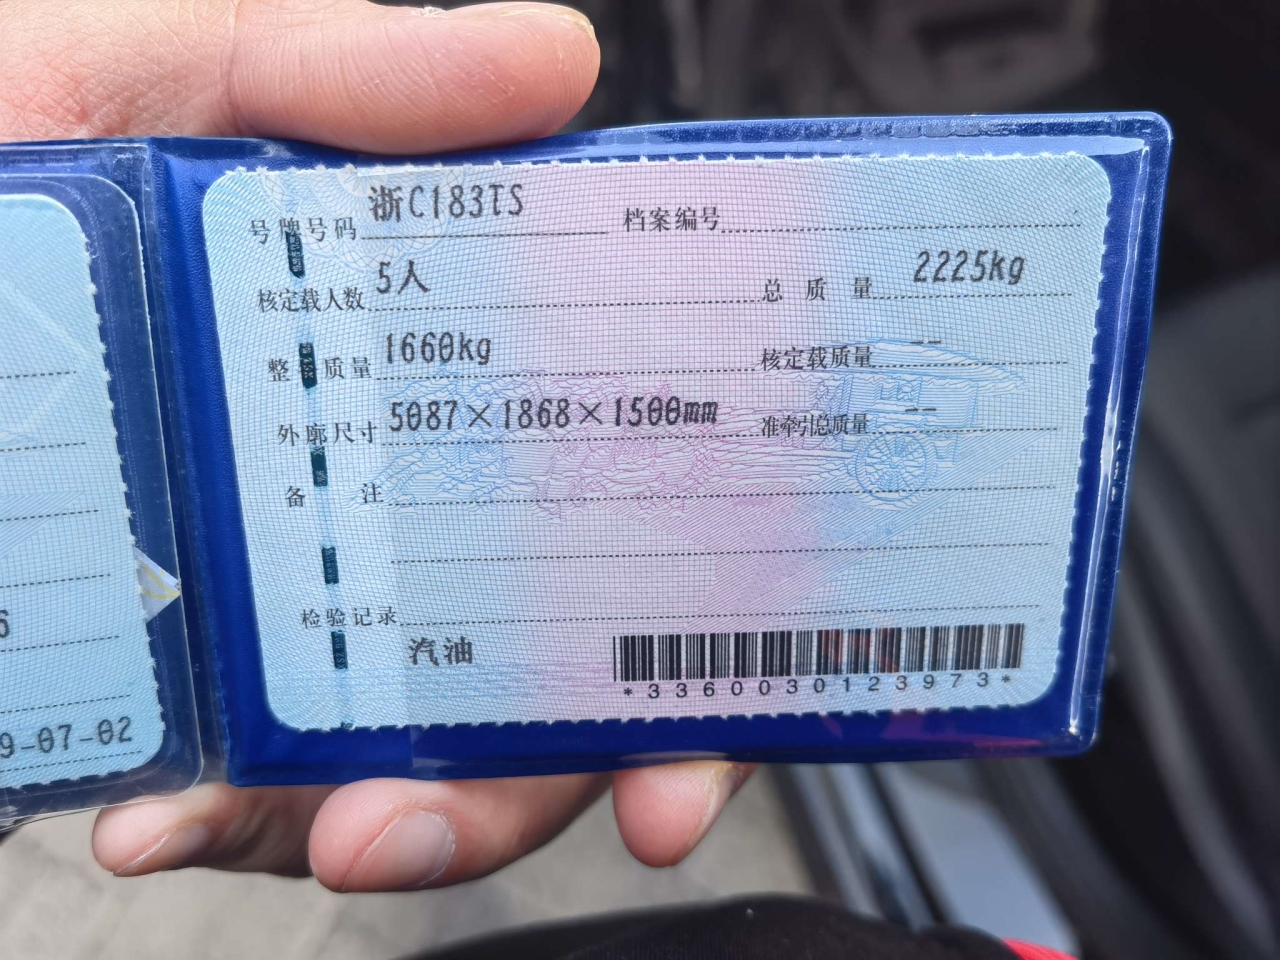 号牌号码 浙C183TS 档案编号
核定载人数 5人 总质量 2225kg
整备质量 1660kg 核定载质量 --
外廓尺寸 5087×1868×1500mm 准牵引总质量 --
备注
检验记录
汽油
*3360030123973*
6
9-07-02